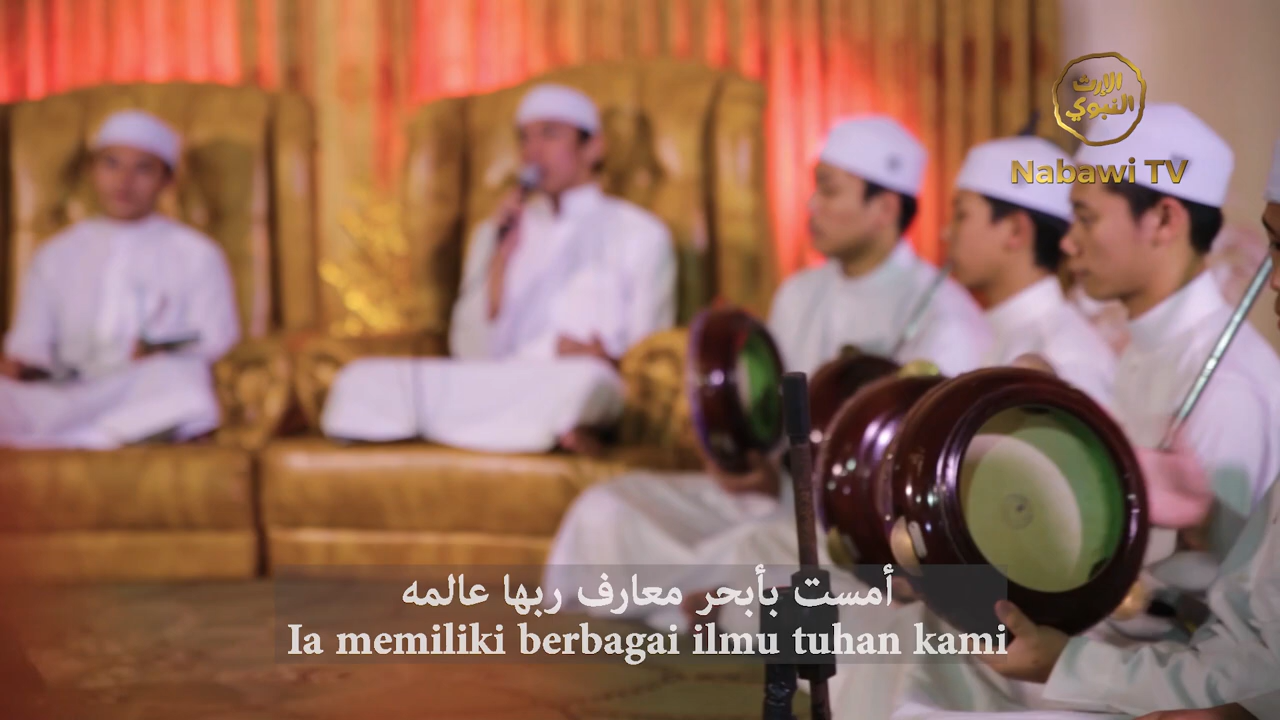 الإرث
النبوي
Nabawi TV
أمست بأبحر معارف ربها عالمه
Ia memiliki berbagai ilmu tuhan kami